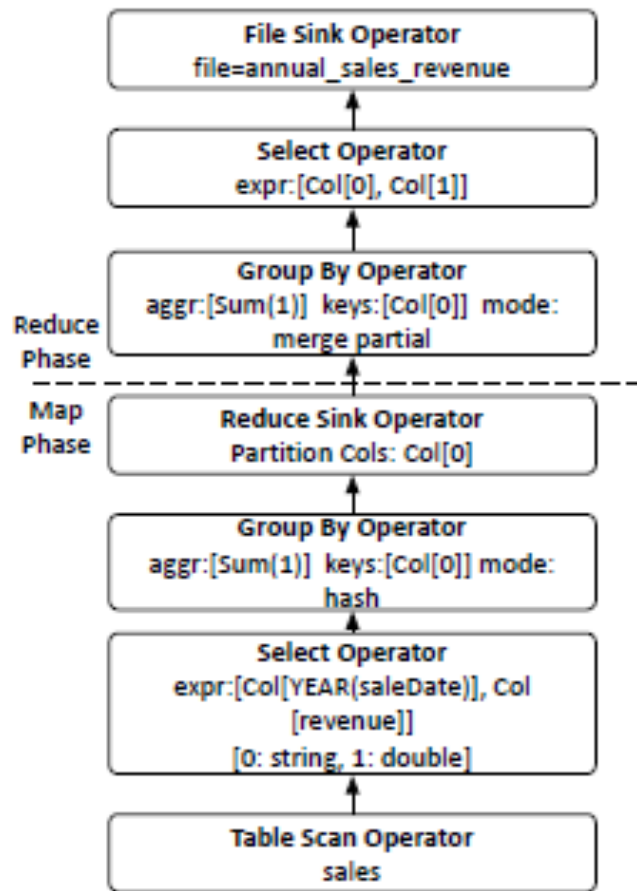 File Sink Operator
file=annual_sales_revenue
Select Operator
expr:[Col[0], Col[1]]
Group By Operator
aggr:[Sum(1)] keys:[Col[0]] mode:
merge partial
Reduce
Phase
Map
Phase
Reduce Sink Operator
Partition Cols: Col[0]
Group By Operator
aggr:[Sum(1)] keys:[Col[0]] mode:
hash
Select Operator
expr:[Col[YEAR(saleDate)], Col
[revenue]]
[0: string, 1: double]
Table Scan Operator
sales